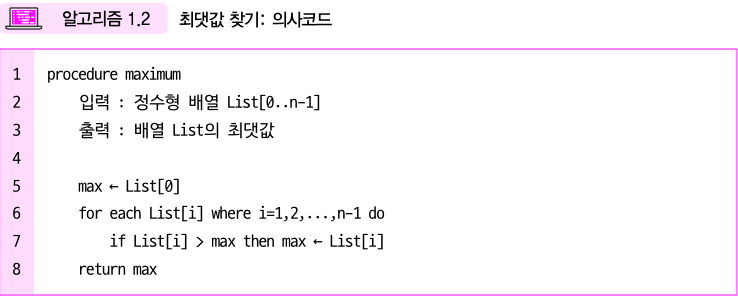 알고리즘 1.2 최댓값 찾기: 의사코드
1 procedure maximum
2 입력 : 정수형 배열 List[0..n-1]
3 출력 : 배열 List의 최댓값
4
5 max ← List[0]
6 for each List[i] where i=1,2,...,n-1 do
7 if List[i] > max then max ← List[i]
8 return max